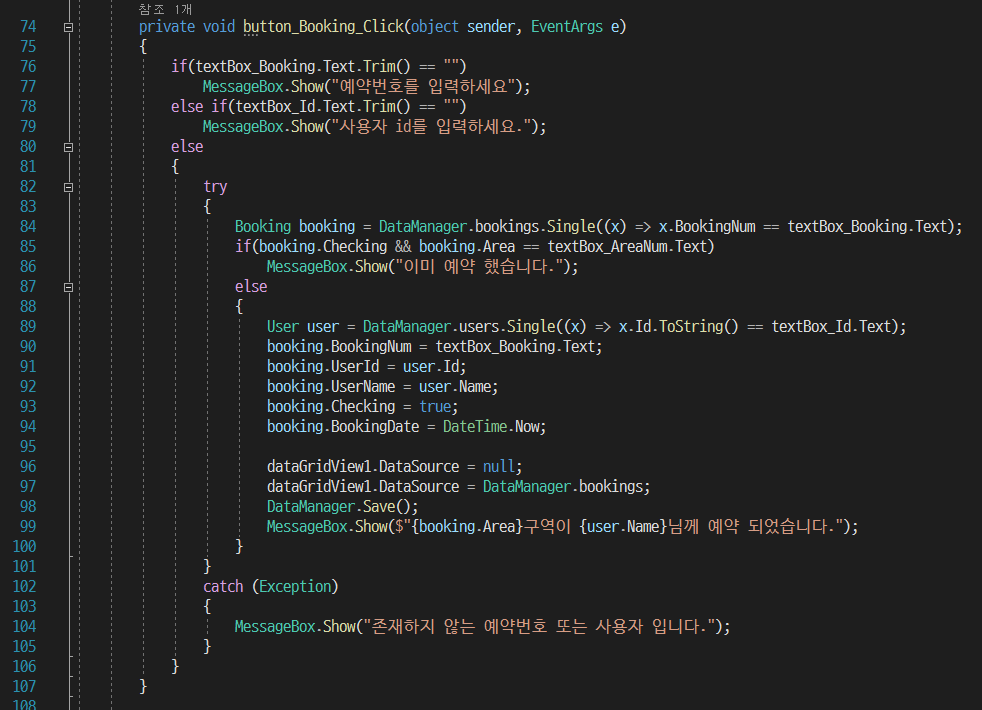 참조 1개
74 private void button_Booking_Click(object sender, EventArgs e)
75 {
76 if(textBox_Booking.Text.Trim() == "")
77 MessageBox.Show("예약번호를 입력하세요");
78 else if(textBox_Id.Text.Trim() == "")
79 MessageBox.Show("사용자 id를 입력하세요.");
80 else
81 {
82 try
83 {
84 Booking booking = DataManager.bookings.Single((x) => x.BookingNum == textBox_Booking.Text);
85 if(booking.Checking && booking.Area == textBox_AreaNum.Text)
86 MessageBox.Show("이미 예약 했습니다.");
87 else
88 {
89 User user = DataManager.users.Single((x) => x.Id.ToString() == textBox_Id.Text);
90 booking.BookingNum = textBox_Booking.Text;
91 booking.UserId = user.Id;
92 booking.UserName = user.Name;
93 booking.Checking = true;
94 booking.BookingDate = DateTime.Now;
95
96 dataGridView1.DataSource = null;
97 dataGridView1.DataSource = DataManager.bookings;
98 DataManager.Save();
99 MessageBox.Show($"{booking.Area}구역이 {user.Name}님께 예약 되었습니다.");
100 }
101 }
102 catch (Exception)
103 {
104 MessageBox.Show("존재하지 않는 예약번호 또는 사용자 입니다.");
105 }
106 }
107 }
108